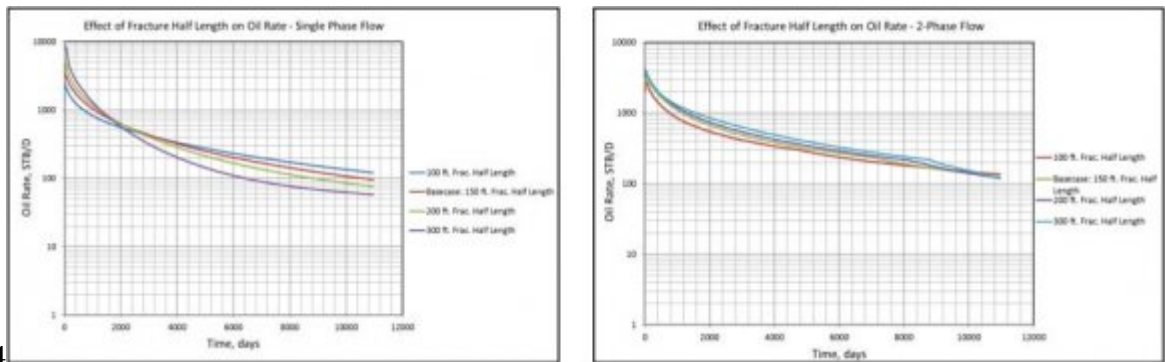 Effect of Fracture Half Length on Oil Rate - Single Phase Flow
10000
1000
100
10
1
Oil Rate, STB/D
0
2000
4000
6000
8000
10000
12000
Time, days
100 ft. Frac. Half Length
Basecase: 150 ft. Frac. Half Length
200 ft. Frac. Half Length
300 ft. Frac. Half Length
Effect of Fracture Half Length on Oil Rate - 2-Phase Flow
10000
1000
100
10
1
Oil Rate, STB/D
0
2000
4000
6000
8000
10000
12000
Time, days
100 ft. Frac. Half Length
Basecase: 150 ft. Frac. Half
Length
200 ft. Frac. Half Length
300 ft. Frac. Half Length